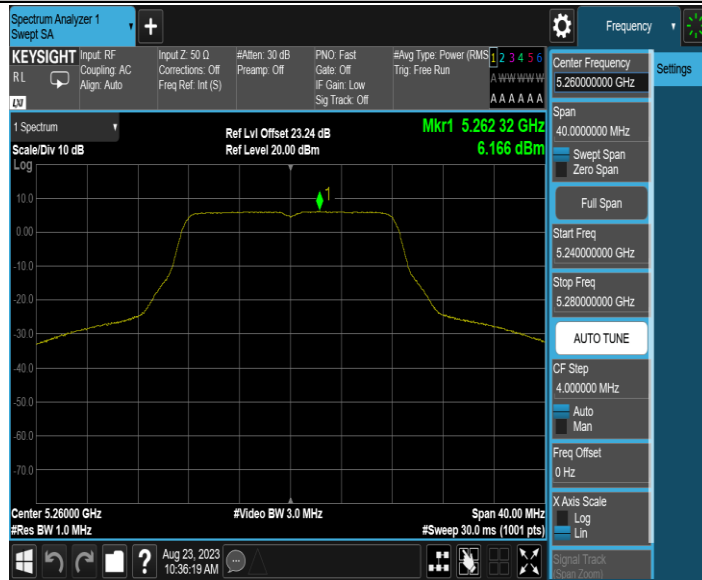 Spectrum Analyzer 1
Swept SA
+
Frequency
KEYSIGHT
RL
LXI
Input: RF
Coupling: AC
Align: Auto
Input Z: 50 Ω
Corrections: Off
Freq Ref: Int (S)
#Atten: 30 dB
Preamp: Off
PNO: Fast
Gate: Off
IF Gain: Low
Sig Track: Off
#Avg Type: Power (RMS
Trig: Free Run
1 2 3 4 5 6
A W W W W W
A A A A A A
1 Spectrum
Scale/Div 10 dB
Ref Lvl Offset 23.24 dB
Ref Level 20.00 dBm
Mkr1 5.262 32 GHz
6.166 dBm
Log
1
10.0
0.00
-10.0
-20.0
-30.0
-40.0
-50.0
-60.0
-70.0
Center 5.26000 GHz
#Res BW 1.0 MHz
#Video BW 3.0 MHz
Span 40.00 MHz
#Sweep 30.0 ms (1001 pts)
Center Frequency
5.260000000 GHz
Settings
Span
40.0000000 MHz
Swept Span
Zero Span
Full Span
Start Freq
5.240000000 GHz
Stop Freq
5.280000000 GHz
AUTO TUNE
CF Step
4.000000 MHz
Auto
Man
Freq Offset
0 Hz
X Axis Scale
Log
Lin
Signal Track
(Span Zoom)
?
Aug 23, 2023
10:36:19 AM